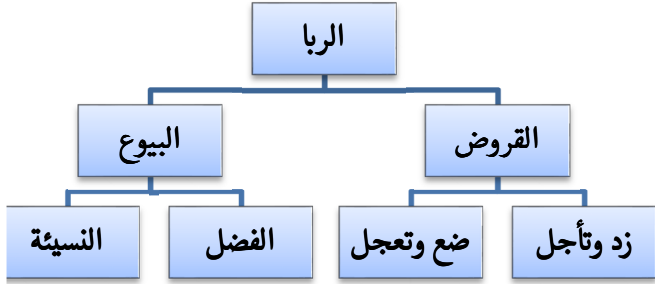 الربا
القروض
البيوع
زد وتأجل
ضع وتعجل
الفضل
النسيئة